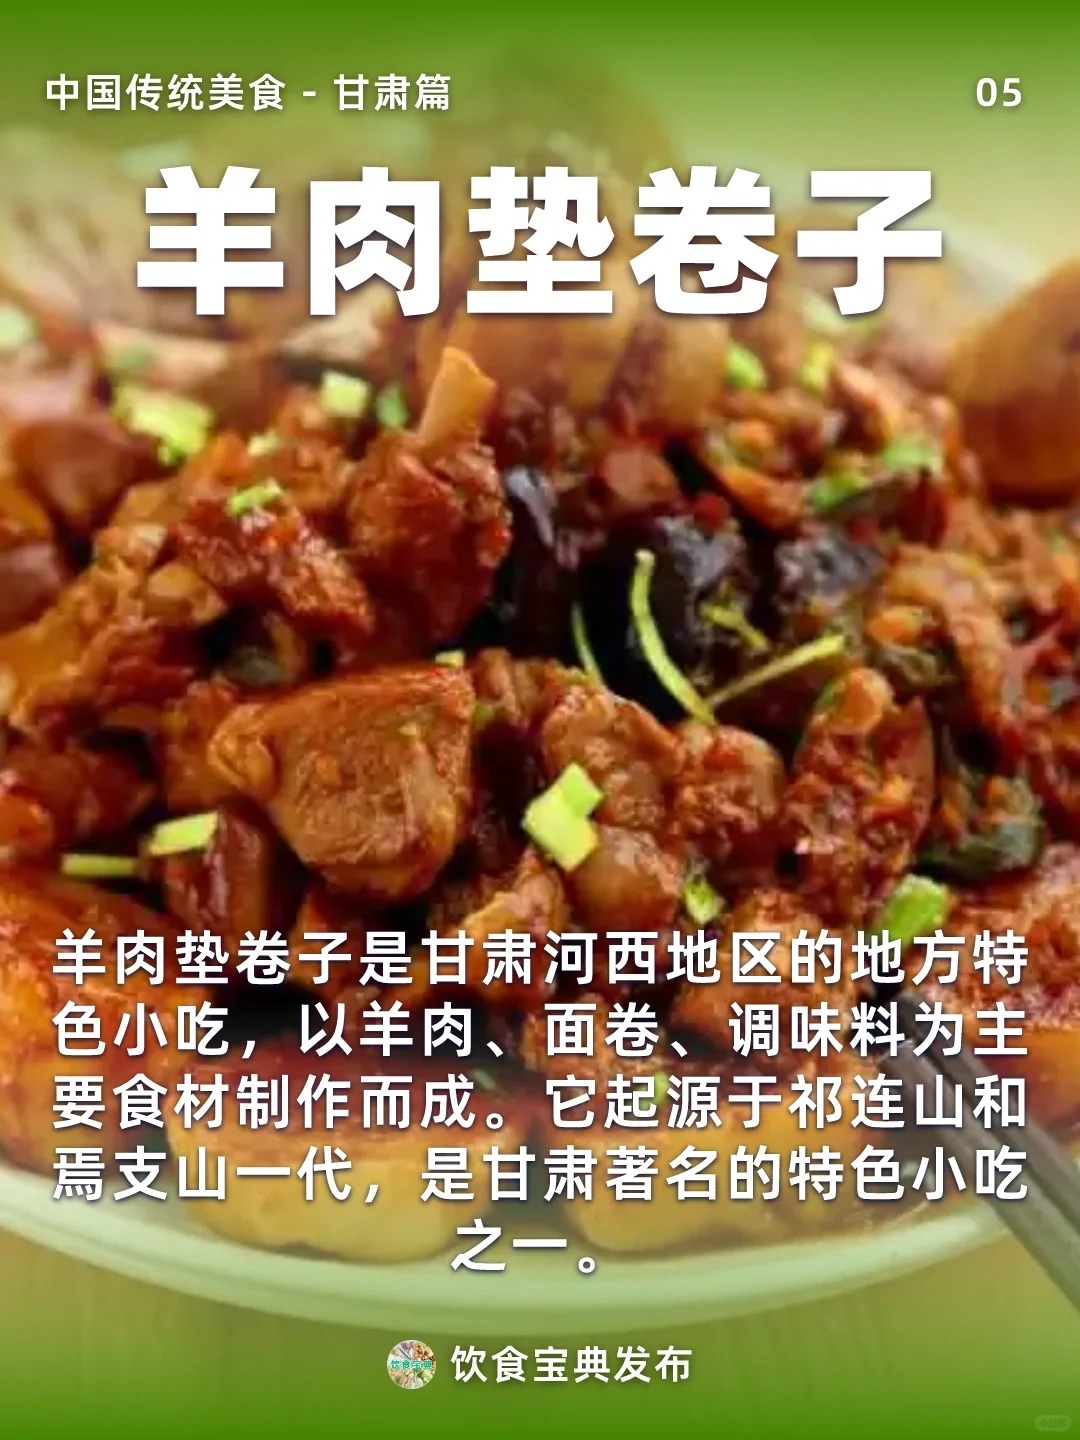 中国传统美食 - 甘肃篇
05
羊肉垫卷子
羊肉垫卷子是甘肃河西地区的地方特
色小吃，以羊肉、面卷、调味料为主
要食材制作而成。它起源于祁连山和
焉支山一代，是甘肃著名的特色小吃
之一。
饮食宝典
饮食宝典发布